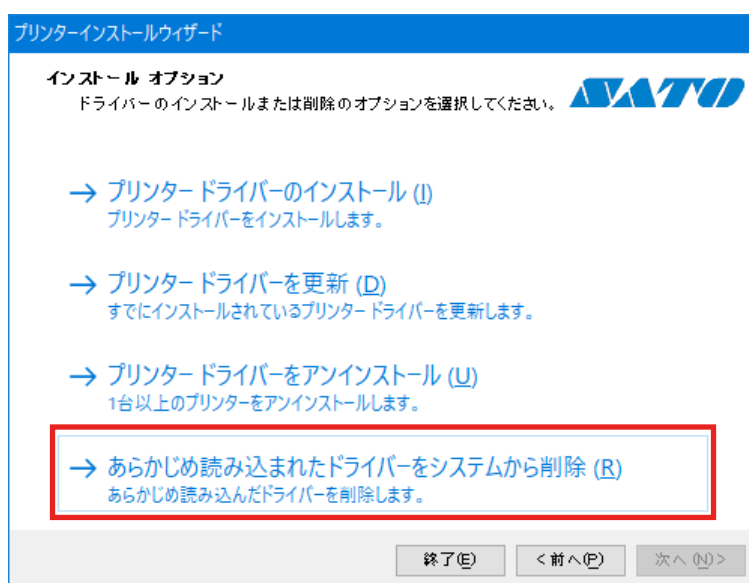 プリンターインストールウィザード
インストール オプション
ドライバーのインストールまたは削除のオプションを選択してください。
SATO
→ プリンター ドライバーのインストール (I)
プリンター ドライバーをインストールします。
→ プリンター ドライバーを更新 (D)
すでにインストールされているプリンター ドライバーを更新します。
→ プリンター ドライバーをアンインストール (U)
1台以上のプリンターをアンインストールします。
→ あらかじめ読み込まれたドライバーをシステムから削除 (R)
あらかじめ読み込んだドライバーを削除します。
終了(E) <前へ(P) 次へ (N)>